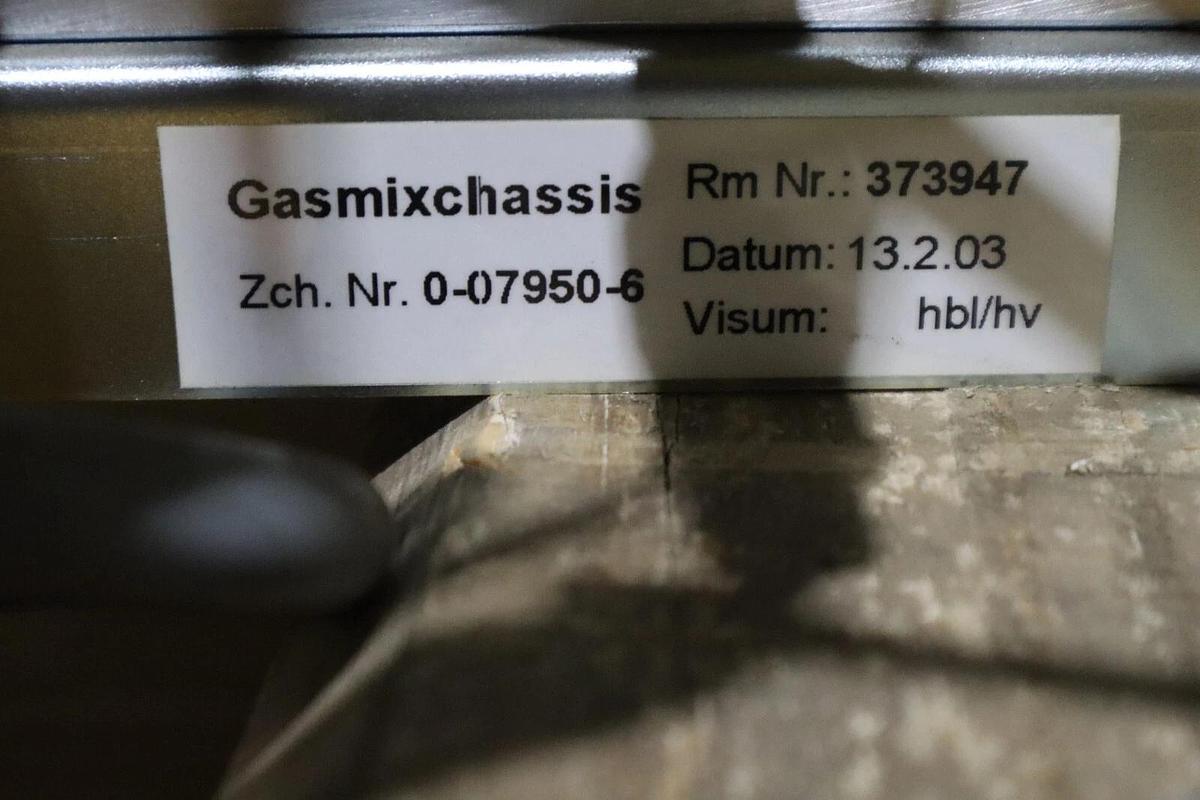 Gasmixchassis
Zch. Nr. 0-07950-6
Rm Nr.: 373947
Datum: 13.2.03
Visum: hbl/hv